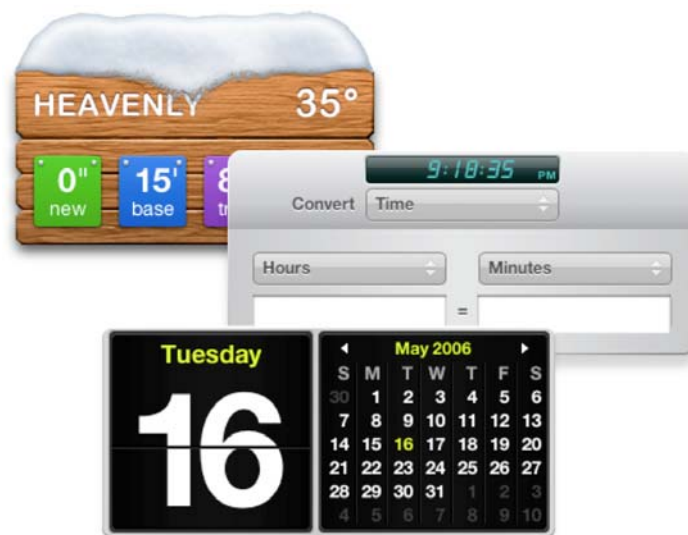 HEAVENLY 35°
0" 15' 8
new base tr
9:18:35 PM
Convert Time
Hours Minutes
=
Tuesday
16
May 2006
S M T W T F S
30 1 2 3 4 5 6
7 8 9 10 11 12 13
14 15 16 17 18 19 20
21 22 23 24 25 26 27
28 29 30 31 1 2 3
4 5 6 7 8 9 10